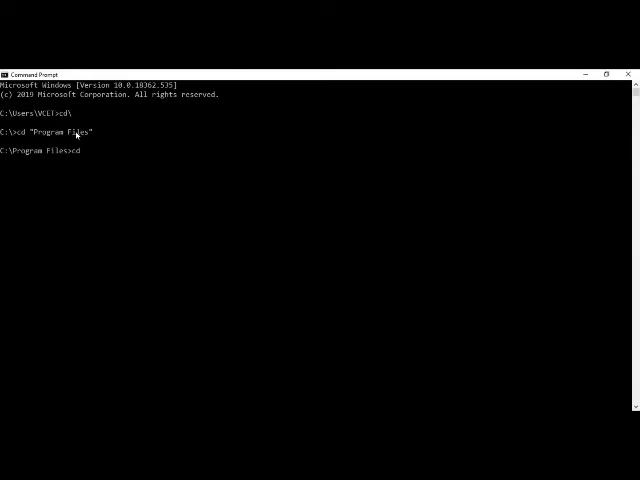 Command Prompt
Microsoft Windows [Version 10.0.18362.535]
(c) 2019 Microsoft Corporation. All rights reserved.
C:\Users\VCET>cd\
C:\>cd "Program Files"
C:\Program Files>cd